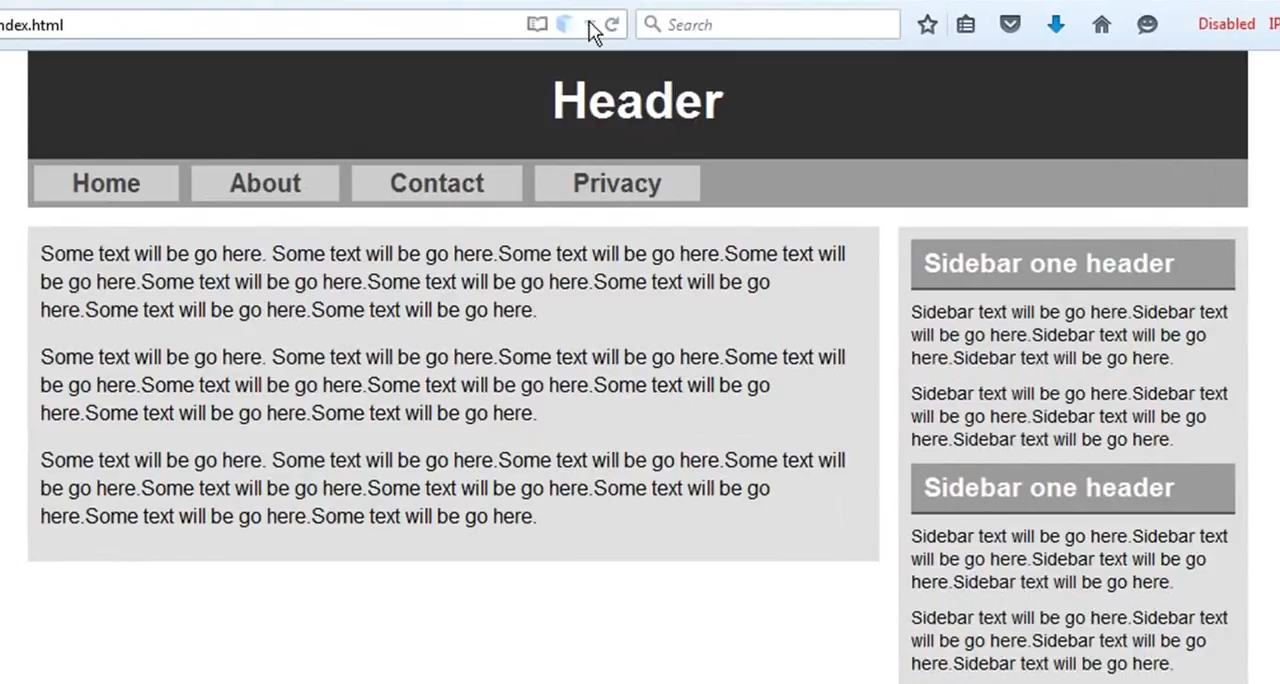 ndex.html
Search
Disabled
Header
Home About Contact Privacy
Some text will be go here. Some text will be go here.Some text will be go here.Some text will
be go here.Some text will be go here.Some text will be go here.Some text will be go
here.Some text will be go here.Some text will be go here.
Some text will be go here. Some text will be go here.Some text will be go here.Some text will
be go here.Some text will be go here.Some text will be go here.Some text will be go
here.Some text will be go here.Some text will be go here.
Some text will be go here. Some text will be go here.Some text will be go here.Some text will
be go here.Some text will be go here.Some text will be go here.Some text will be go
here.Some text will be go here.Some text will be go here.
Sidebar one header
Sidebar text will be go here.Sidebar text
will be go here.Sidebar text will be go
here.Sidebar text will be go here.
Sidebar text will be go here.Sidebar text
will be go here.Sidebar text will be go
here.Sidebar text will be go here.
Sidebar one header
Sidebar text will be go here.Sidebar text
will be go here.Sidebar text will be go
here.Sidebar text will be go here.
Sidebar text will be go here.Sidebar text
will be go here.Sidebar text will be go
here.Sidebar text will be go here.